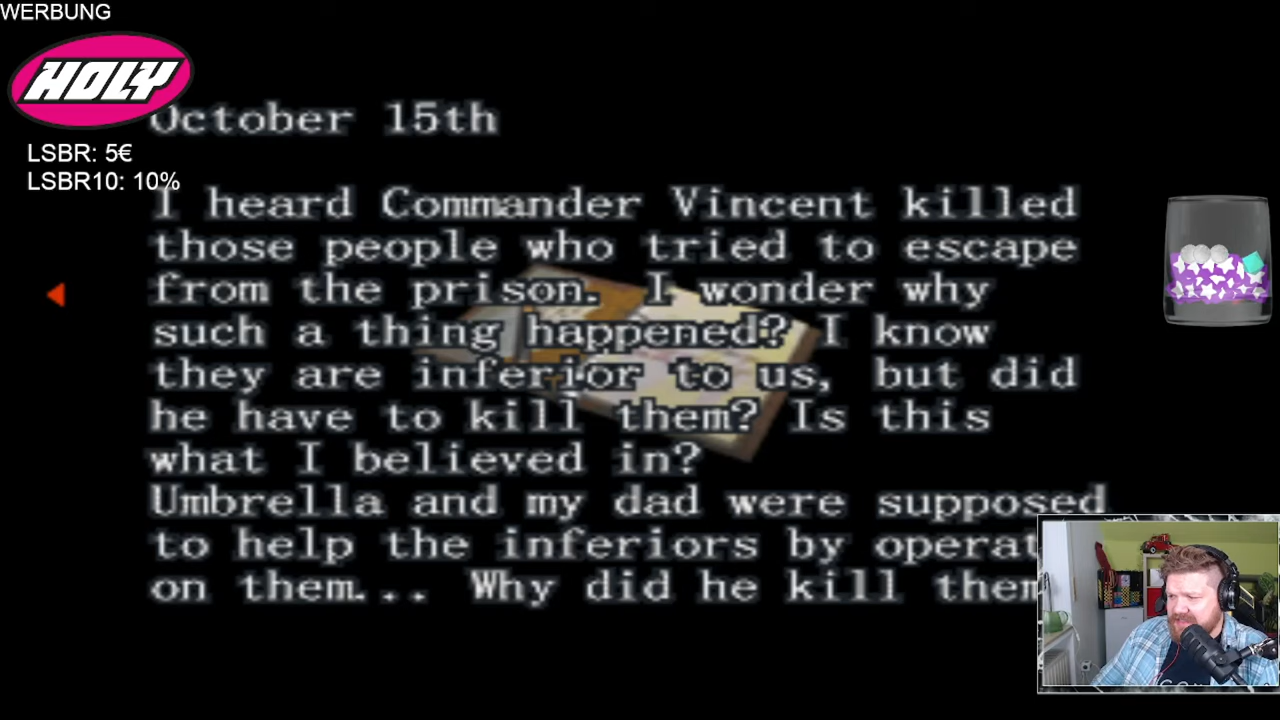 WERBUNG
HOLY
LSBR: 5€
LSBR10: 10%
October 15th
I heard Commander Vincent killed
those people who tried to escape
from the prison. I wonder why
such a thing happened? I know
they are inferior to us, but did
he have to kill them? Is this
what I believed in?
Umbrella and my dad were supposed
to help the inferiors by operat
on them... Why did he kill them